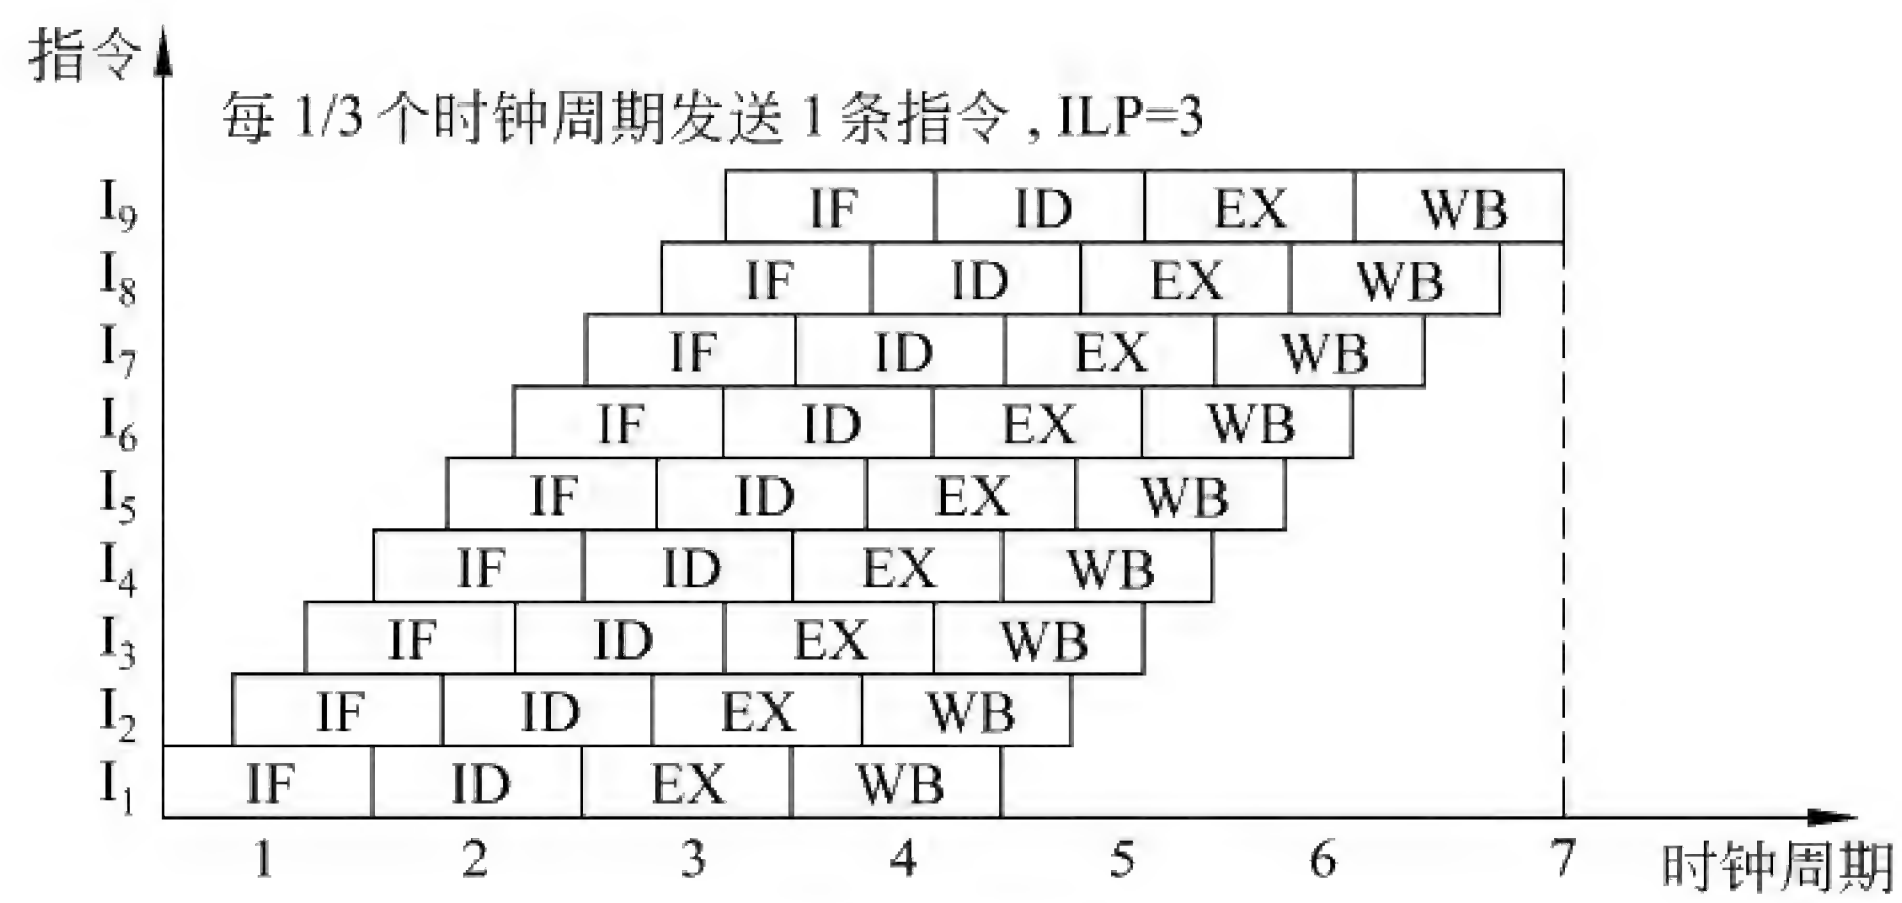 指令
每 1/3 个时钟周期发送 1 条指令, ILP=3
I₉ IF ID EX WB
I₈ IF ID EX WB
I₇ IF ID EX WB
I₆ IF ID EX WB
I₅ IF ID EX WB
I₄ IF ID EX WB
I₃ IF ID EX WB
I₂ IF ID EX WB
I₁ IF ID EX WB
1 2 3 4 5 6 7 时钟周期